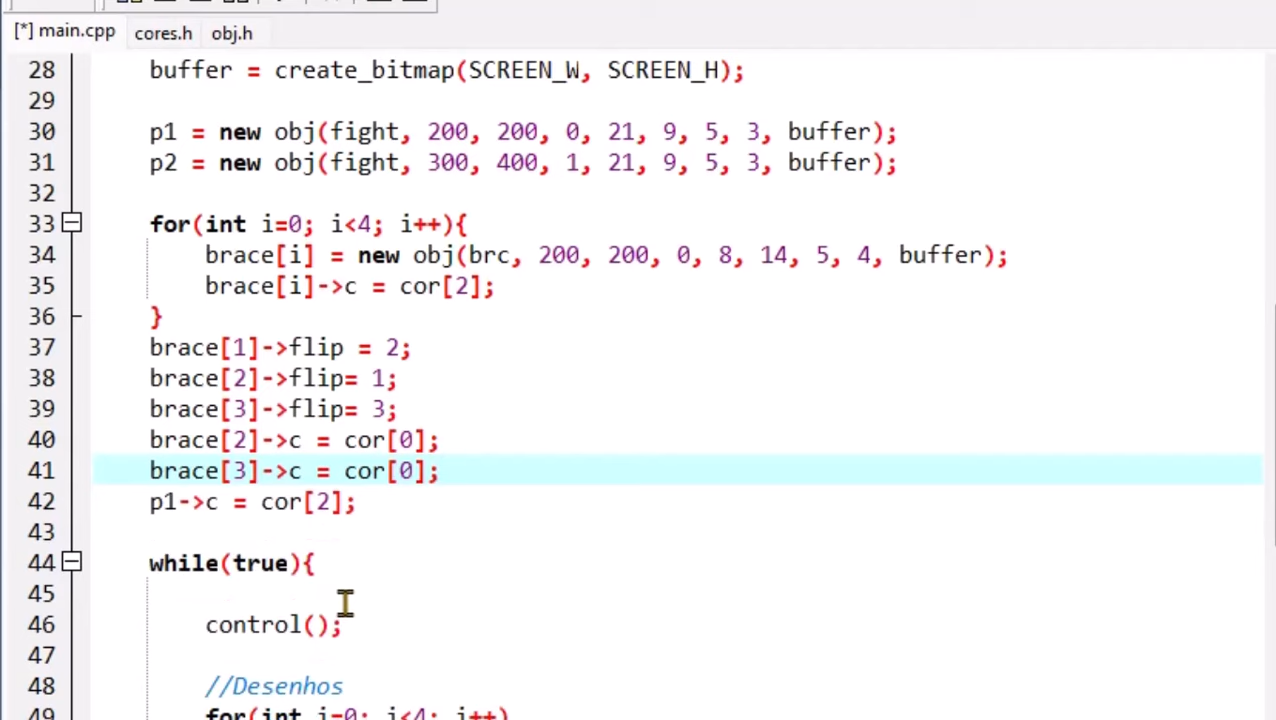 [*] main.cpp cores.h obj.h
28 buffer = create_bitmap(SCREEN_W, SCREEN_H);
29
30 p1 = new obj(fight, 200, 200, 0, 21, 9, 5, 3, buffer);
31 p2 = new obj(fight, 300, 400, 1, 21, 9, 5, 3, buffer);
32
33 for(int i=0; i<4; i++){
34 brace[i] = new obj(brc, 200, 200, 0, 8, 14, 5, 4, buffer);
35 brace[i]->c = cor[2];
36 }
37 brace[1]->flip = 2;
38 brace[2]->flip= 1;
39 brace[3]->flip= 3;
40 brace[2]->c = cor[0];
41 brace[3]->c = cor[0];
42 p1->c = cor[2];
43
44 while(true){
45
46 control();
47
48 //Desenhos
49 for(int i=0; i<4; i++)